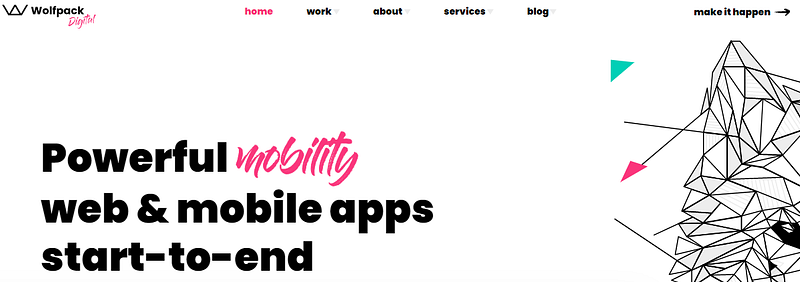 Wolfpack
Digital
home work about services blog make it happen
Powerful mobility
web & mobile apps
start-to-end